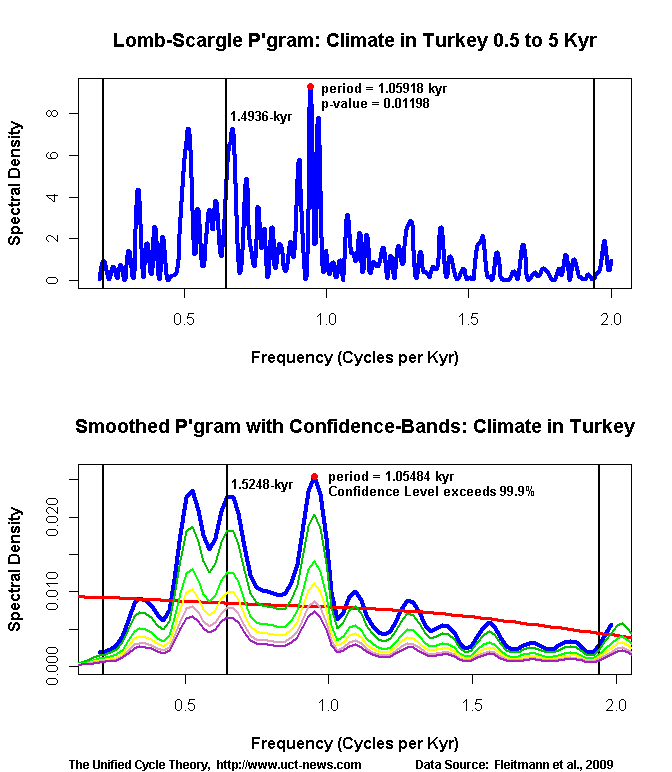 Lomb-Scargle P'gram: Climate in Turkey 0.5 to 5 Kyr
period = 1.05918 kyr
p-value = 0.01198
1.4936-kyr
Spectral Density
8
6
4
2
0
0.5 1.0 1.5 2.0
Frequency (Cycles per Kyr)
Smoothed P'gram with Confidence-Bands: Climate in Turkey
period = 1.05484 kyr
Confidence Level exceeds 99.9%
1.5248-kyr
Spectral Density
0.020
0.010
0.000
0.5 1.0 1.5 2.0
Frequency (Cycles per Kyr)
The Unified Cycle Theory, http://www.uct-news.com Data Source: Fleitmann et al., 2009